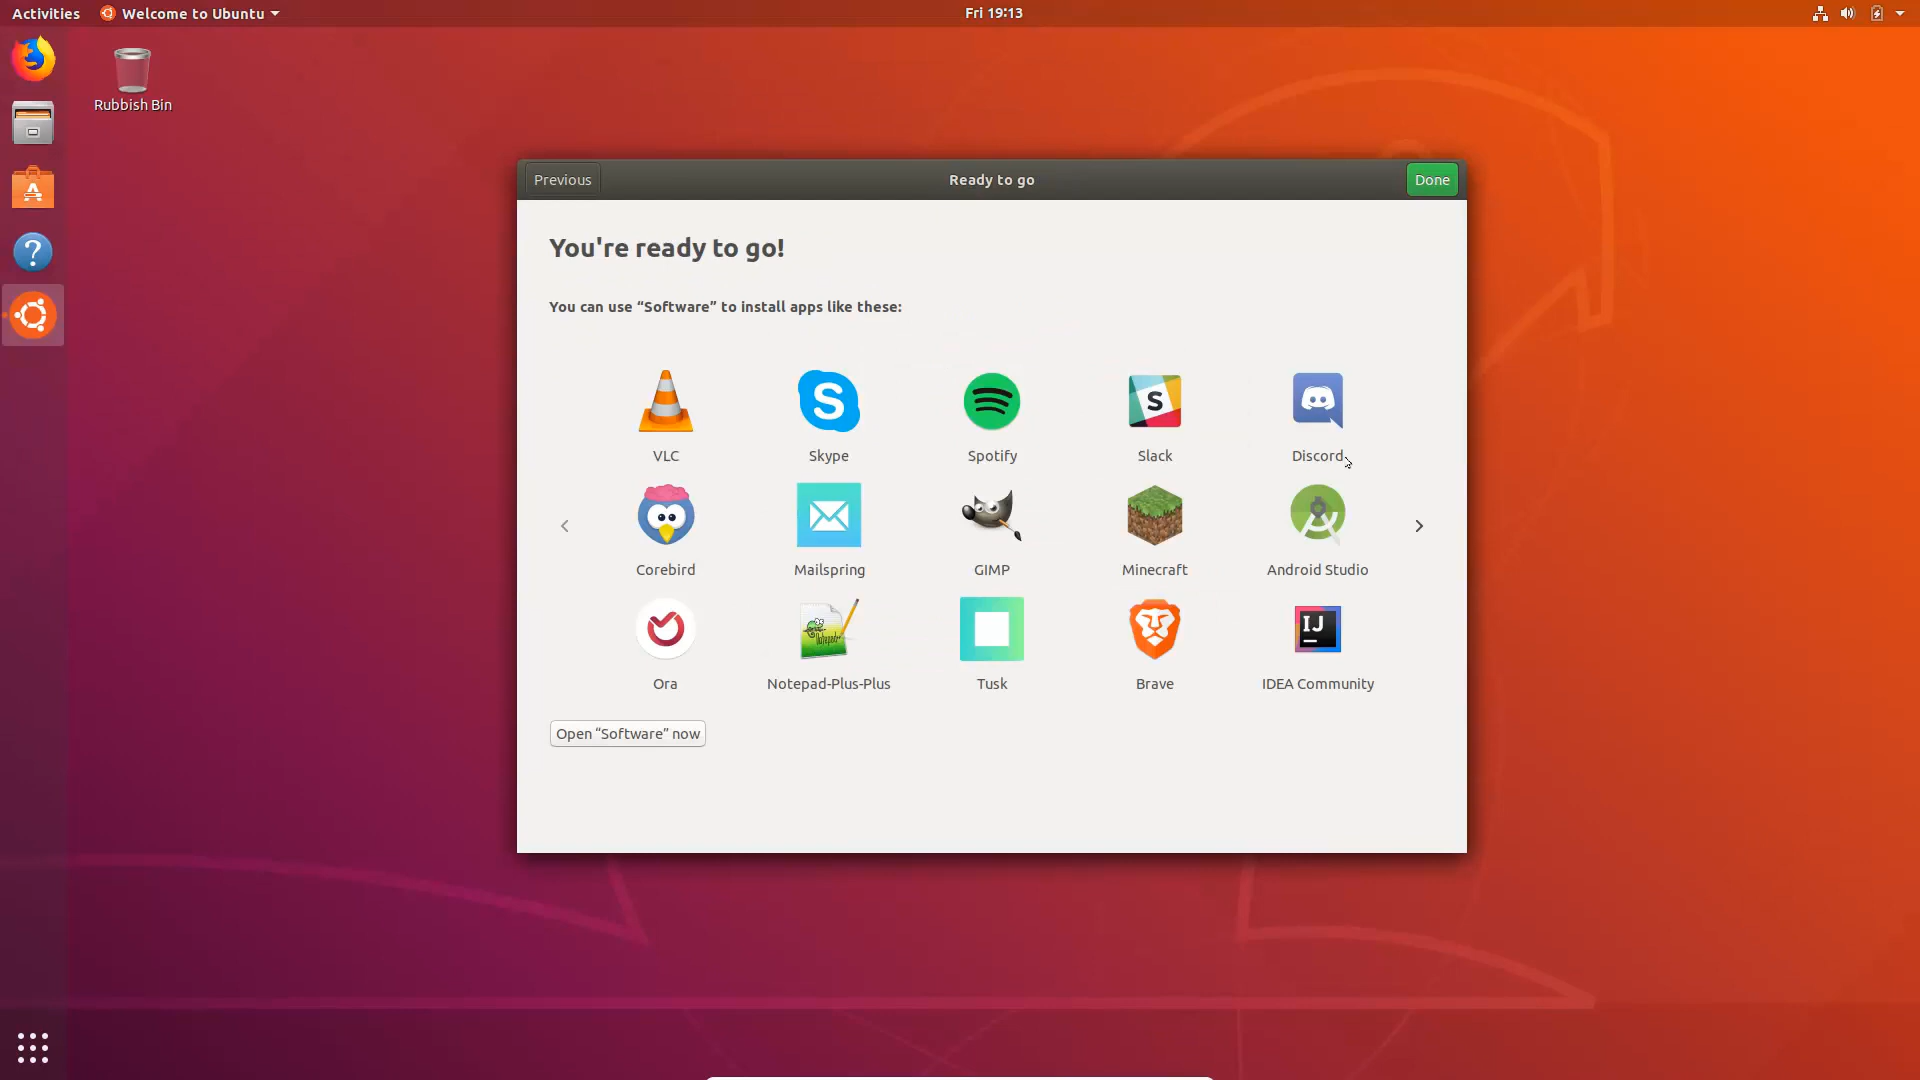 Activities
Welcome to Ubuntu
Fri 19:13
Rubbish Bin
Previous
Ready to go
Done
You're ready to go!
You can use “Software” to install apps like these:
VLC
Skype
Spotify
Slack
Discord
Corebird
Mailspring
GIMP
Minecraft
Android Studio
Ora
Notepad-Plus-Plus
Tusk
Brave
IDEA Community
Open “Software” now